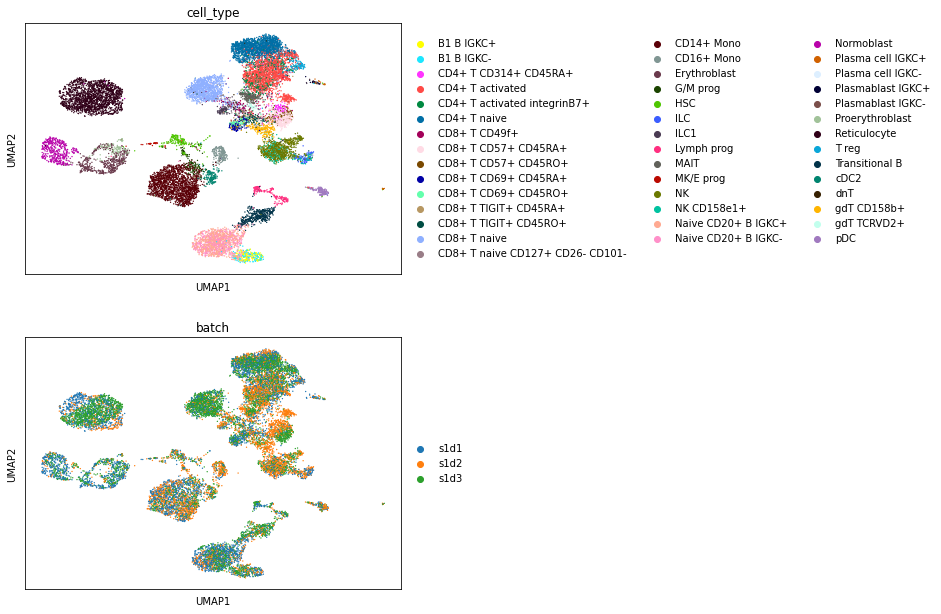 cell_type
UMAP2
UMAP1
B1 B IGKC+
B1 B IGKC-
CD4+ T CD314+ CD45RA+
CD4+ T activated
CD4+ T activated integrinB7+
CD4+ T naive
CD8+ T CD49f+
CD8+ T CD57+ CD45RA+
CD8+ T CD57+ CD45RO+
CD8+ T CD69+ CD45RA+
CD8+ T CD69+ CD45RO+
CD8+ T TIGIT+ CD45RA+
CD8+ T TIGIT+ CD45RO+
CD8+ T naive
CD8+ T naive CD127+ CD26- CD101-
CD14+ Mono
CD16+ Mono
Erythroblast
G/M prog
HSC
ILC
ILC1
Lymph prog
MAIT
MK/E prog
NK
NK CD158e1+
Naive CD20+ B IGKC+
Naive CD20+ B IGKC-
Normoblast
Plasma cell IGKC+
Plasma cell IGKC-
Plasmablast IGKC+
Plasmablast IGKC-
Proerythroblast
Reticulocyte
T reg
Transitional B
cDC2
dnT
gdT CD158b+
gdT TCRVD2+
pDC
batch
UMAP2
UMAP1
s1d1
s1d2
s1d3